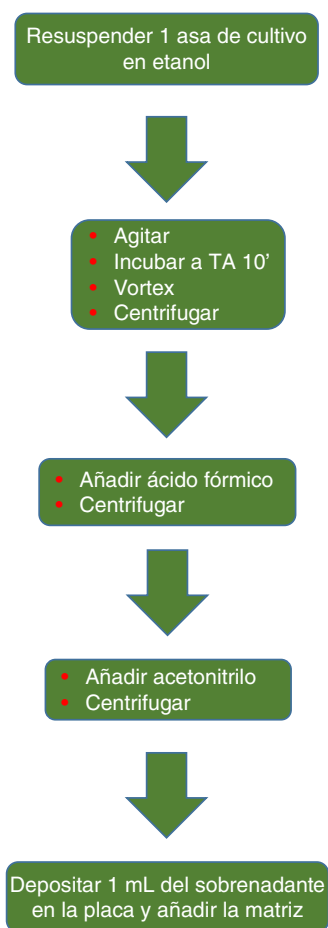 Resuspender 1 asa de cultivo
en etanol
• Agitar
• Incubar a TA 10’
• Vortex
• Centrifugar
• Añadir ácido fórmico
• Centrifugar
• Añadir acetonitrilo
• Centrifugar
Depositar 1 mL del sobrenadante
en la placa y añadir la matriz